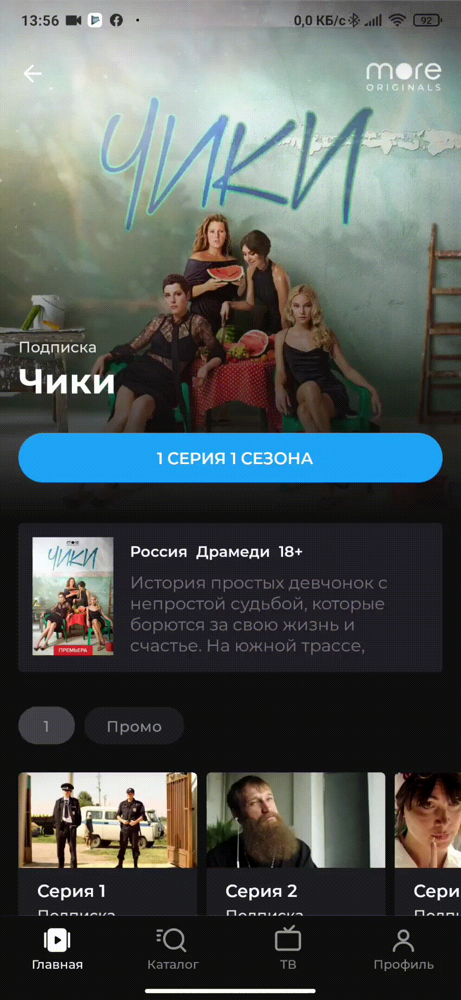 13:56 0,0 КБ/с 92
more
ORIGINALS
ЧИКИ
Подписка
Чики
1 СЕРИЯ 1 СЕЗОНА
more
ЧИКИ
ПРЕМЬЕРА
Россия Драмеди 18+
История простых девчонок с
непростой судьбой, которые
борются за свою жизнь и
счастье. На южной трассе,
1 Промо
Серия 1 Серия 2 Сери
Подписка Подписка
Главная Каталог ТВ Профиль